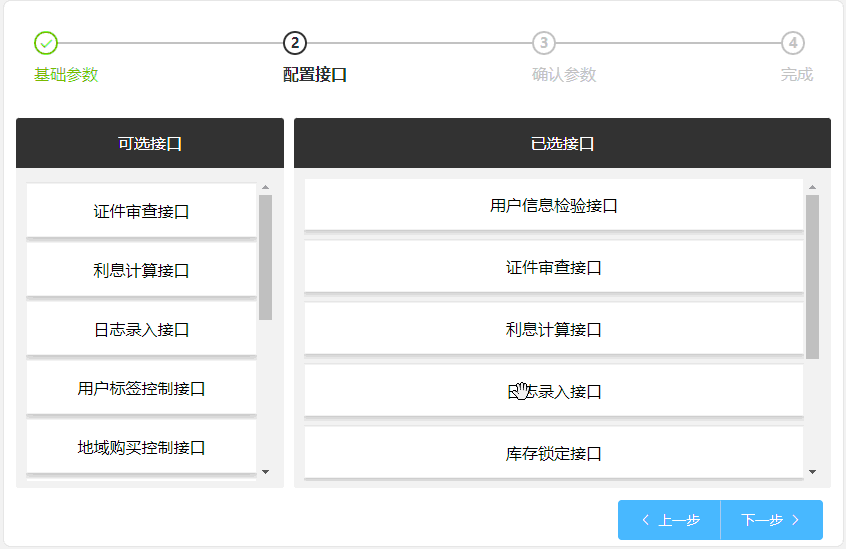 2 3 4
基础参数 配置接口 确认参数 完成
可选接口
证件审查接口
利息计算接口
日志录入接口
用户标签控制接口
地域购买控制接口
已选接口
用户信息检验接口
证件审查接口
利息计算接口
日志录入接口
库存锁定接口
上一步 下一步